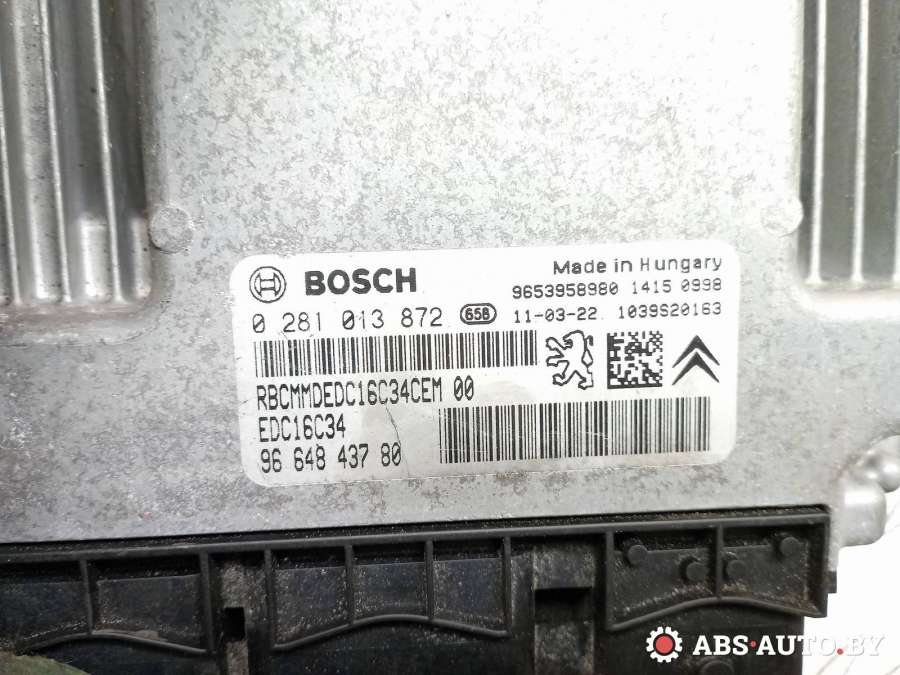 BOSCH
Made in Hungary
9653958980 1415 0998
0 281 013 872 658 11-03-22 1039S20163
RBCMMDEDC16C34CEM 00
EDC16C34
96 648 437 80
ABS-AUTO.BY